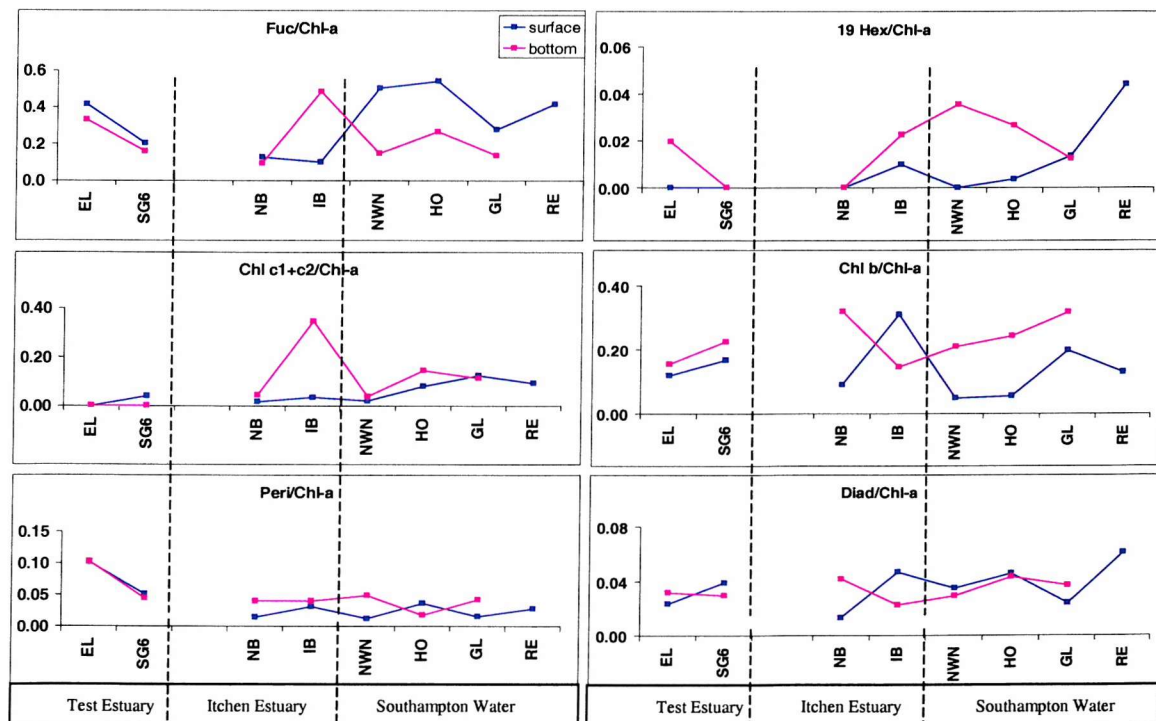 Fuc/Chl-a
surface
bottom
0.6
0.4
0.2
0.0
EL
SG6
NB
IB
NWN
HO
GL
RE
19 Hex/Chl-a
0.06
0.04
0.02
0.00
EL
SG6
NB
IB
NWN
HO
GL
RE
Chl c1+c2/Chl-a
0.40
0.20
0.00
EL
SG6
NB
IB
NWN
HO
GL
RE
Chl b/Chl-a
0.40
0.20
0.00
EL
SG6
NB
IB
NWN
HO
GL
RE
Peri/Chl-a
0.15
0.10
0.05
0.00
EL
SG6
NB
IB
NWN
HO
GL
RE
Diad/Chl-a
0.08
0.04
0.00
EL
SG6
NB
IB
NWN
HO
GL
RE
Test Estuary Itchen Estuary Southampton Water
Test Estuary Itchen Estuary Southampton Water